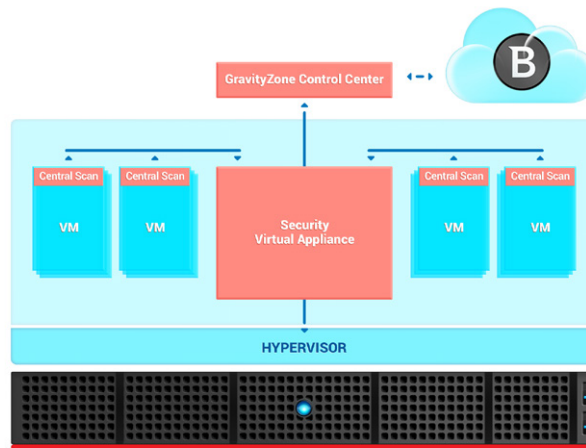 B
GravityZone Control Center
Central Scan
Central Scan
Central Scan
Central Scan
VM
VM
Security
Virtual Appliance
VM
VM
HYPERVISOR